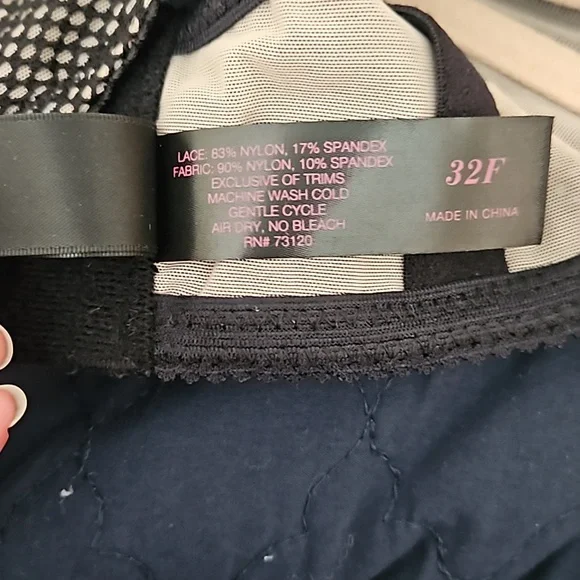 LACE: 83% NYLON, 17% SPANDEX
FABRIC: 90% NYLON, 10% SPANDEX
EXCLUSIVE OF TRIMS
MACHINE WASH COLD
GENTLE CYCLE
AIR DRY, NO BLEACH
RN# 73120
32F
MADE IN CHINA